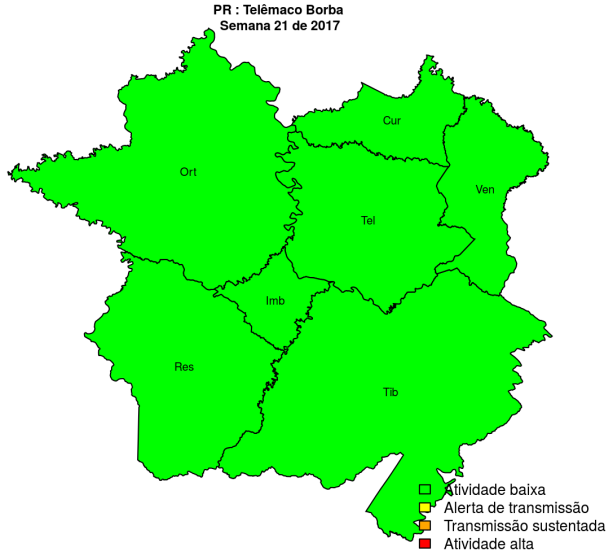 PR : Telêmaco Borba
Semana 21 de 2017
Cur
Ort
Ven
Tel
Imb
Res
Tib
Atividade baixa
Alerta de transmissão
Transmissão sustentada
Atividade alta